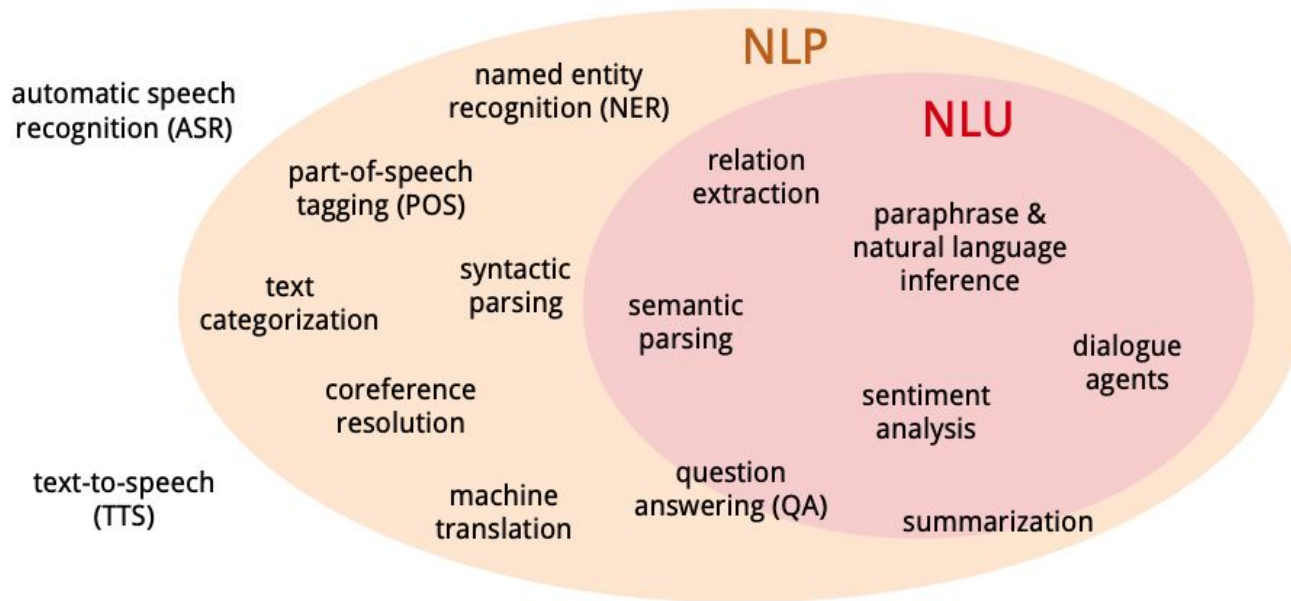 NLP
named entity
recognition (NER)
automatic speech
recognition (ASR)
NLU
relation
extraction
part-of-speech
tagging (POS)
paraphrase &
natural language
inference
syntactic
parsing
text
categorization
semantic
parsing
dialogue
agents
coreference
resolution
sentiment
analysis
question
answering (QA)
text-to-speech
(TTS)
machine
translation
summarization